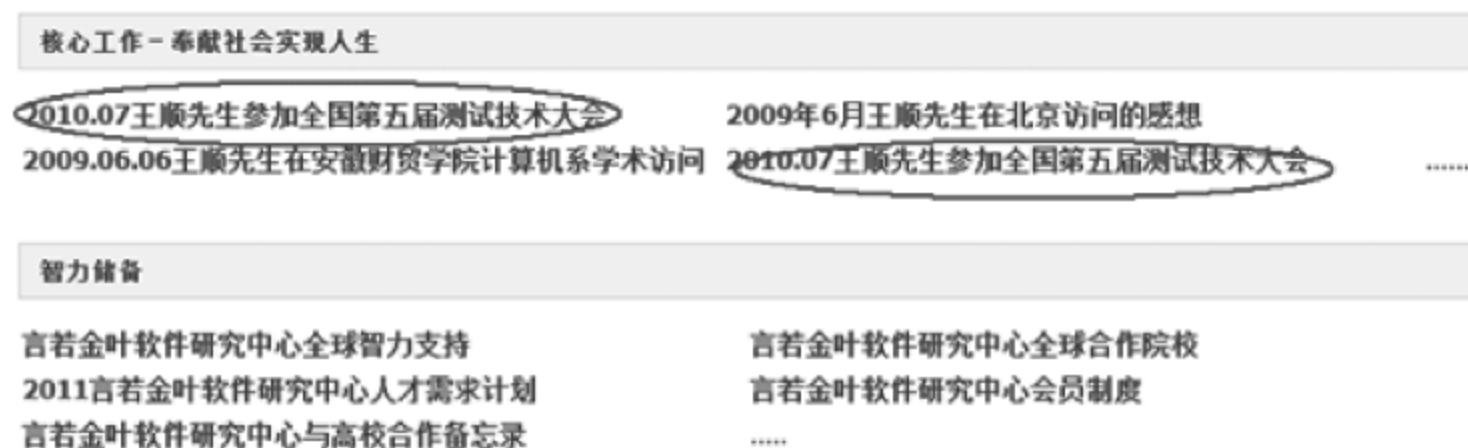 核心工作－奉献社会实现人生
2010.07王顺先生参加全国第五届测试技术大会 2009年6月王顺先生在北京访问的感想
2009.06.06王顺先生在安徽财贸学院计算机系学术访问 2010.07王顺先生参加全国第五届测试技术大会 ......
智力储备
言若金叶软件研究中心全球智力支持 言若金叶软件研究中心全球合作院校
2011言若金叶软件研究中心人才需求计划 言若金叶软件研究中心会员制度
言若金叶软件研究中心与高校合作备忘录 .....